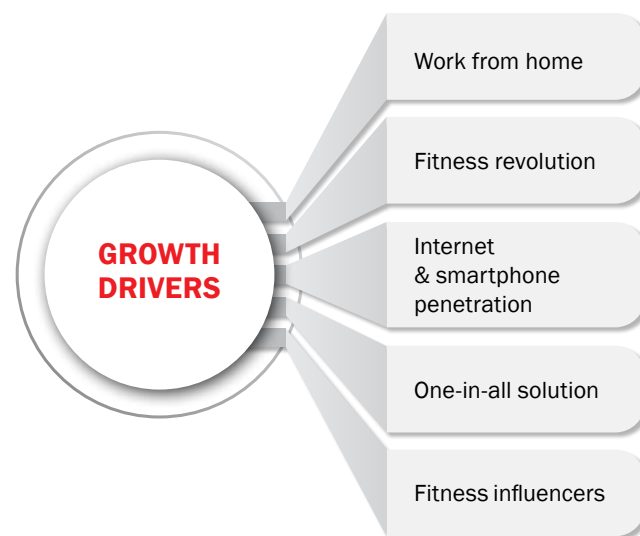 GROWTH
DRIVERS
Work from home
Fitness revolution
Internet
& smartphone
penetration
One-in-all solution
Fitness influencers